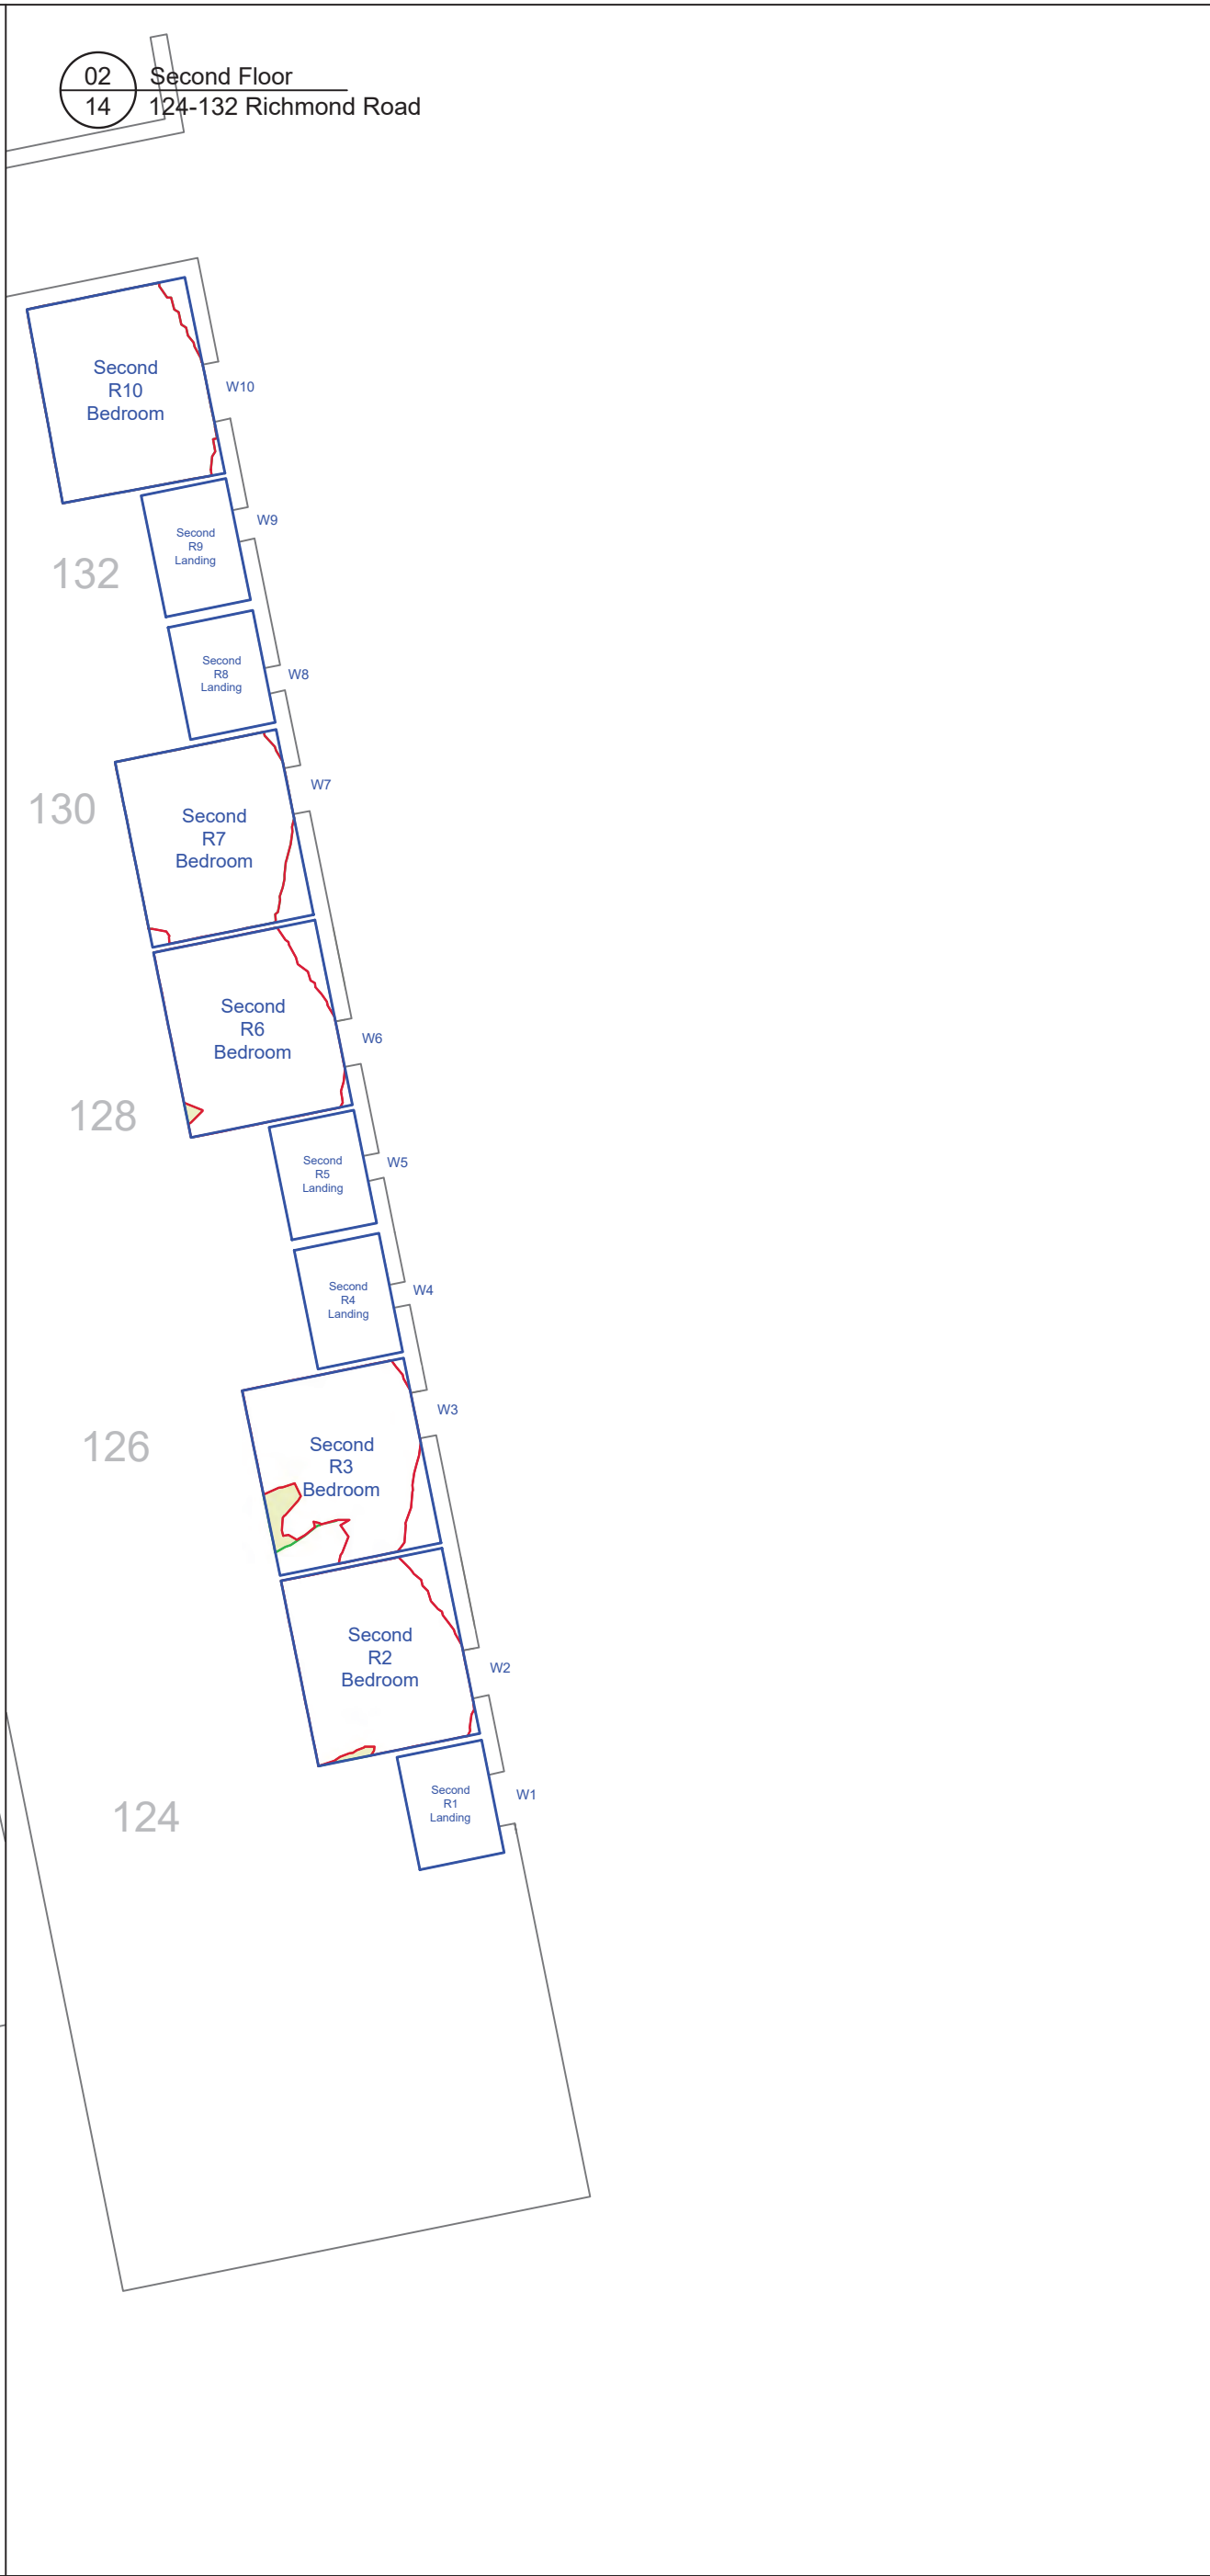 02
14
Second Floor
124-132 Richmond Road
Second
R10
Bedroom
W10
Second
R9
Landing
W9
132
Second
R8
Landing
W8
130
Second
R7
Bedroom
W7
Second
R6
Bedroom
W6
128
Second
R5
Landing
W5
Second
R4
Landing
W4
126
Second
R3
Bedroom
W3
Second
R2
Bedroom
W2
124
Second
R1
Landing
W1